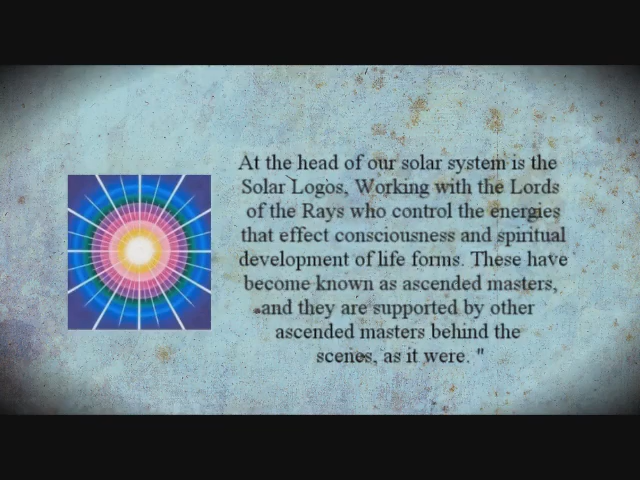 At the head of our solar system is the
Solar Logos, Working with the Lords
of the Rays who control the energies
that effect consciousness and spiritual
development of life forms. These have
become known as ascended masters,
and they are supported by other
ascended masters behind the
scenes, as it were. "